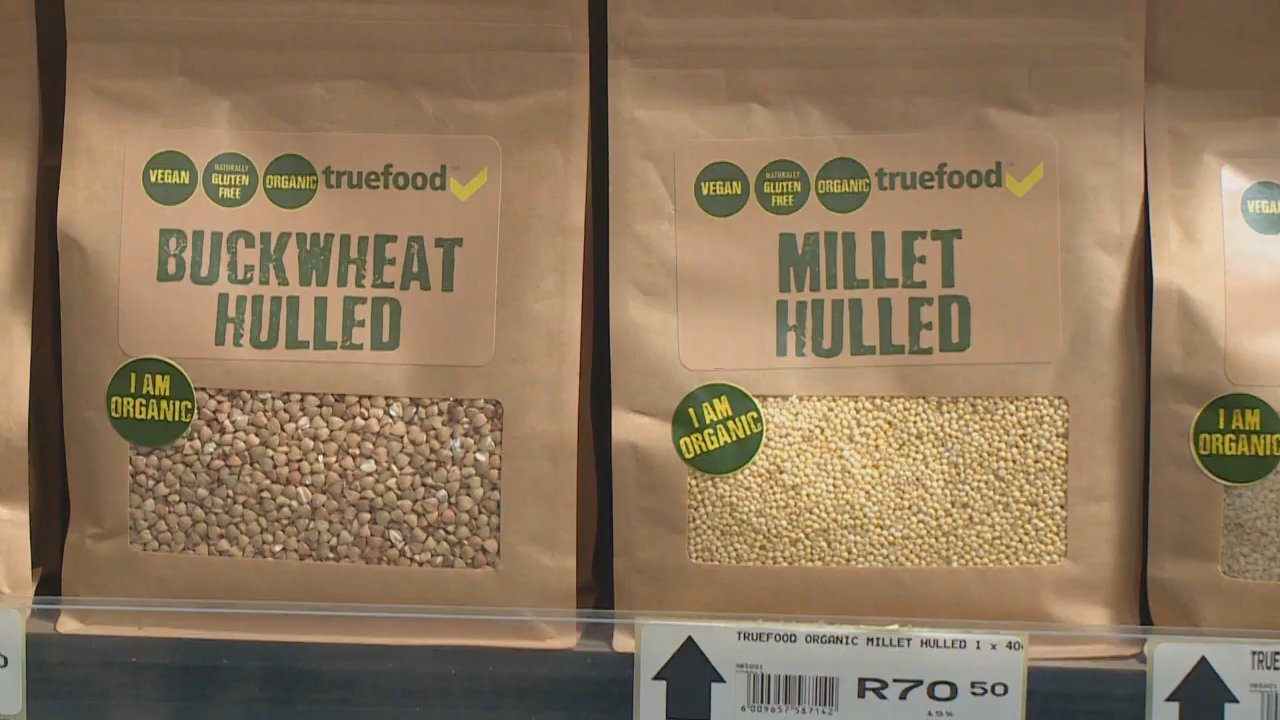 VEGAN
NATURALLY
GLUTEN
FREE
ORGANIC
truefood
BUCKWHEAT
HULLED
I AM
ORGANIC
VEGAN
NATURALLY
GLUTEN
FREE
ORGANIC
truefood
MILLET
HULLED
I AM
ORGANIC
VEGAN
I AM
ORGANIC
TRUEFOOD ORGANIC MILLET HULLED 1 x 40
R70 50
TRUE